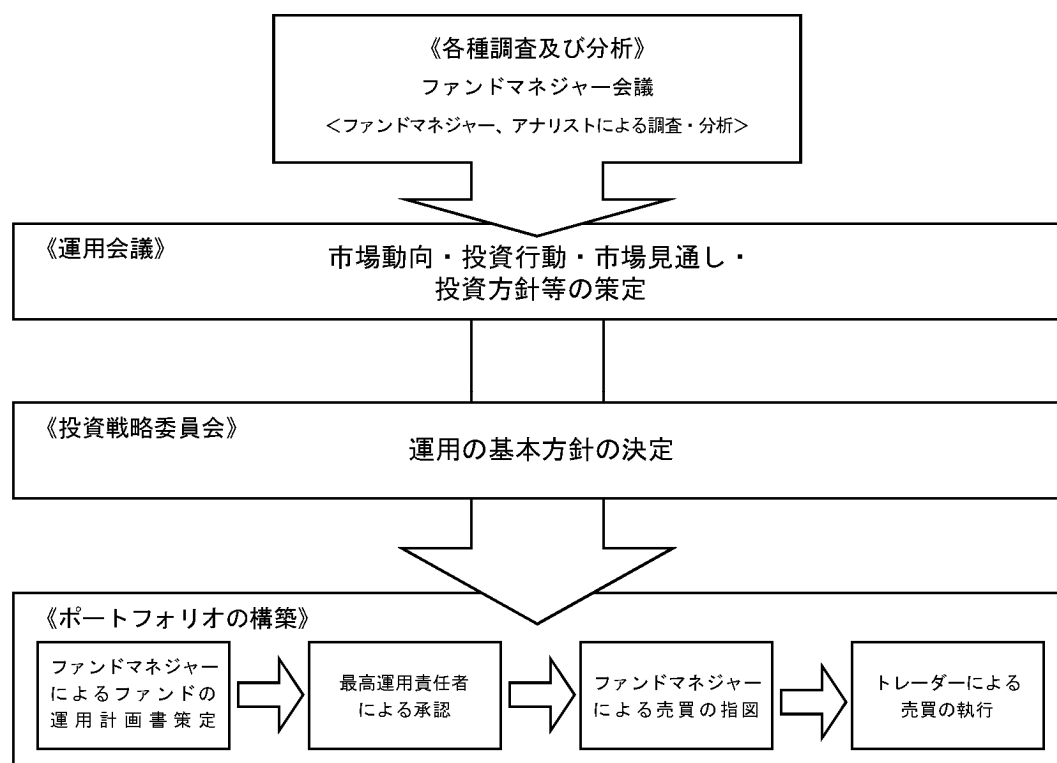 《各種調査及び分析》
ファンドマネジャー会議
＜ファンドマネジャー、アナリストによる調査・分析＞
《運用会議》
市場動向・投資行動・市場見通し・
投資方針等の策定
《投資戦略委員会》
運用の基本方針の決定
《ポートフォリオの構築》
ファンドマネジャー
によるファンドの
運用計画書策定
最高運用責任者
による承認
ファンドマネジャー
による売買の指図
トレーダーによる
売買の執行